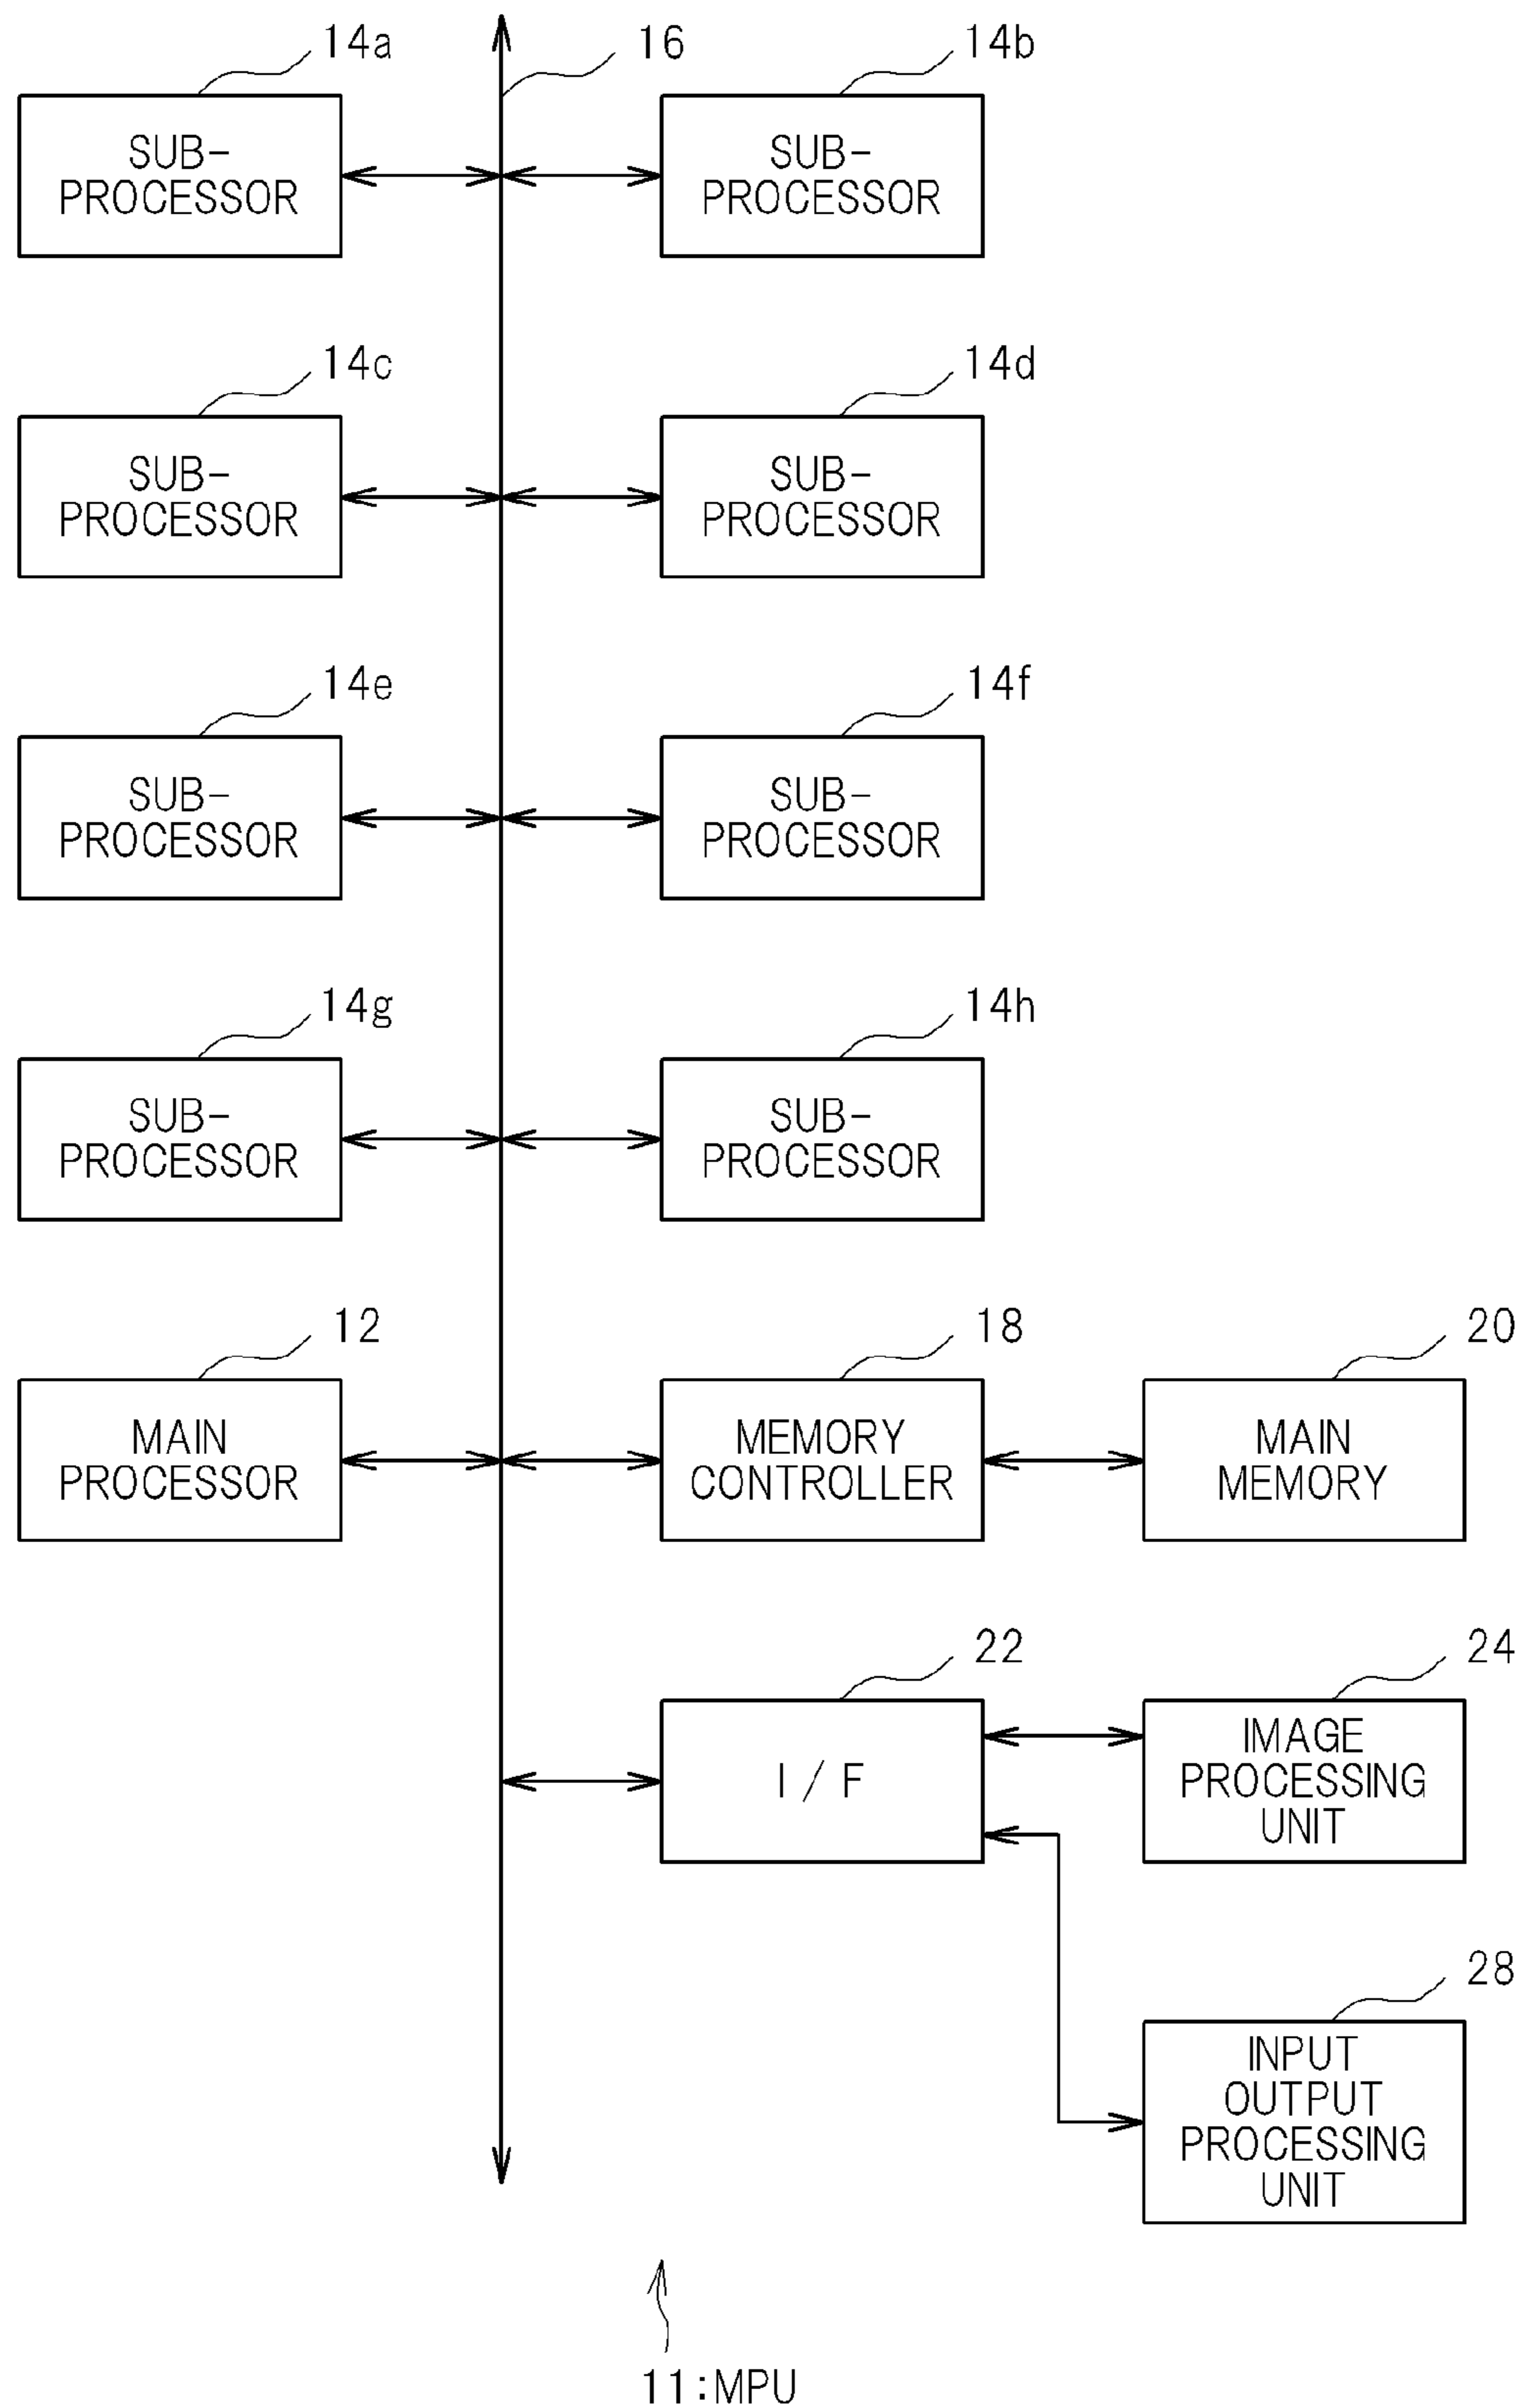 14a
16
14b
SUB-
PROCESSOR
SUB-
PROCESSOR
14c
14d
SUB-
PROCESSOR
SUB-
PROCESSOR
14e
14f
SUB-
PROCESSOR
SUB-
PROCESSOR
14g
14h
SUB-
PROCESSOR
SUB-
PROCESSOR
12
18
20
MAIN
PROCESSOR
MEMORY
CONTROLLER
MAIN
MEMORY
22
24
I/F
IMAGE
PROCESSING
UNIT
28
INPUT
OUTPUT
PROCESSING
UNIT
11:MPU